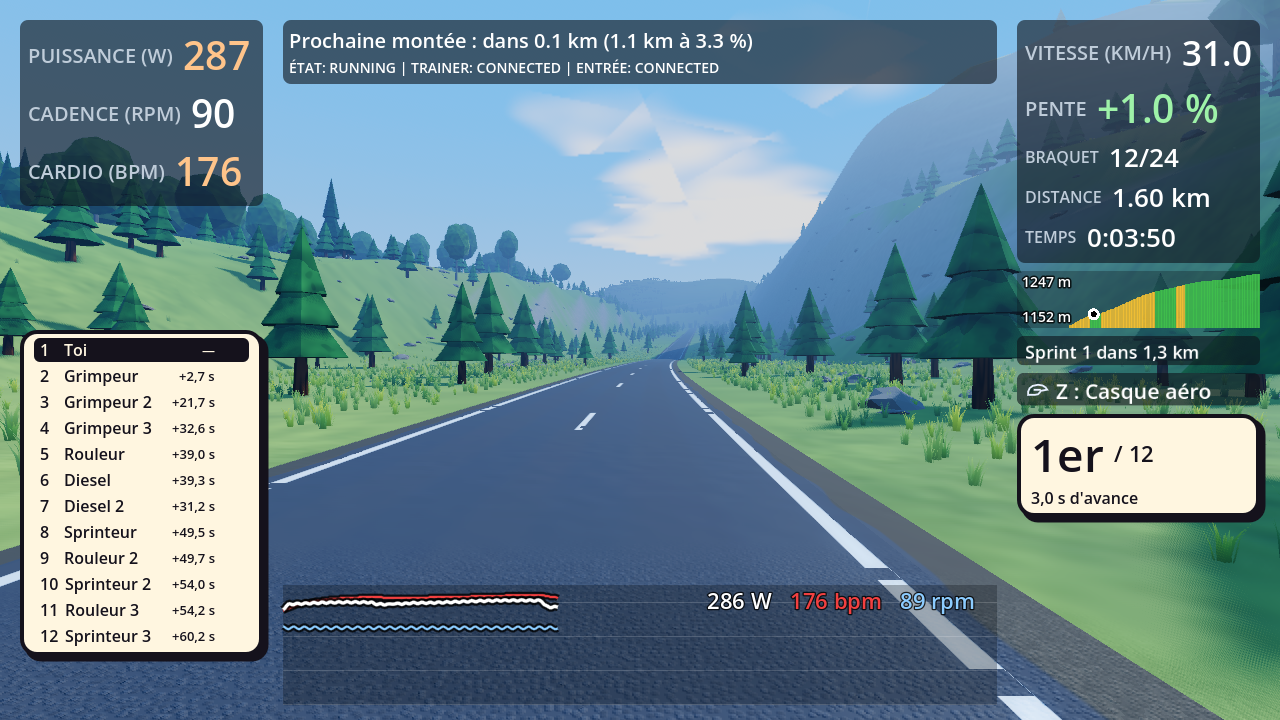 PUISSANCE (W) 287
CADENCE (RPM) 90
CARDIO (BPM) 176
Prochaine montée : dans 0.1 km (1.1 km à 3.3 %)
ÉTAT: RUNNING | TRAINER: CONNECTED | ENTRÉE: CONNECTED
VITESSE (KM/H) 31.0
PENTE +1.0 %
BRAQUET 12/24
DISTANCE 1.60 km
TEMPS 0:03:50
1247 m
1152 m
Sprint 1 dans 1,3 km
Z : Casque aéro
1er / 12
3,0 s d'avance
1 Toi —
2 Grimpeur +2,7 s
3 Grimpeur 2 +21,7 s
4 Grimpeur 3 +32,6 s
5 Rouleur +39,0 s
6 Diesel +39,3 s
7 Diesel 2 +31,2 s
8 Sprinteur +49,5 s
9 Rouleur 2 +49,7 s
10 Sprinteur 2 +54,0 s
11 Rouleur 3 +54,2 s
12 Sprinteur 3 +60,2 s
286 W 176 bpm 89 rpm